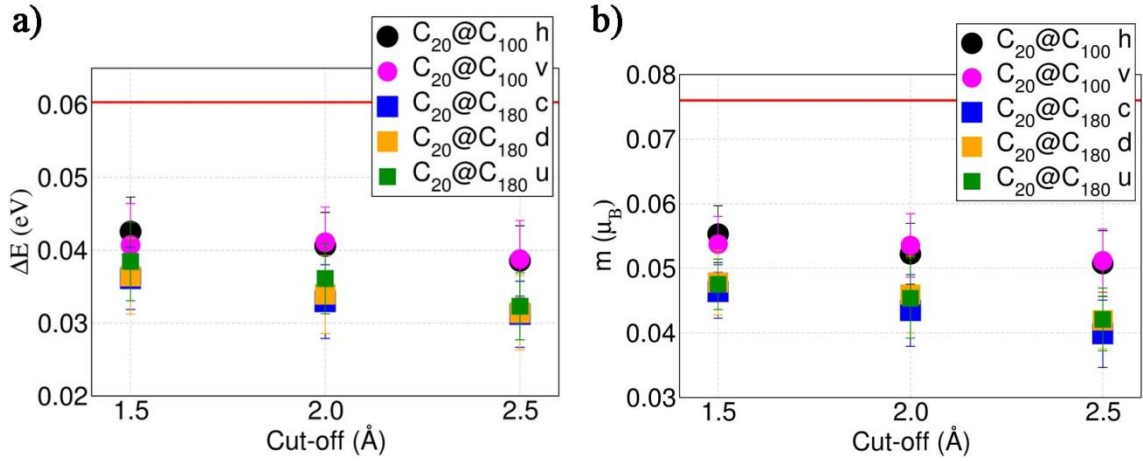 a)
C₂₀@C₁₀₀ h
C₂₀@C₁₀₀ v
C₂₀@C₁₈₀ c
C₂₀@C₁₈₀ d
C₂₀@C₁₈₀ u
0.06
0.05
0.04
0.03
0.02
ΔE (eV)
1.5 2.0 2.5
Cut-off (Å)
b)
C₂₀@C₁₀₀ h
C₂₀@C₁₀₀ v
C₂₀@C₁₈₀ c
C₂₀@C₁₈₀ d
C₂₀@C₁₈₀ u
0.08
0.07
0.06
0.05
0.04
0.03
m (μ_B)
1.5 2.0 2.5
Cut-off (Å)